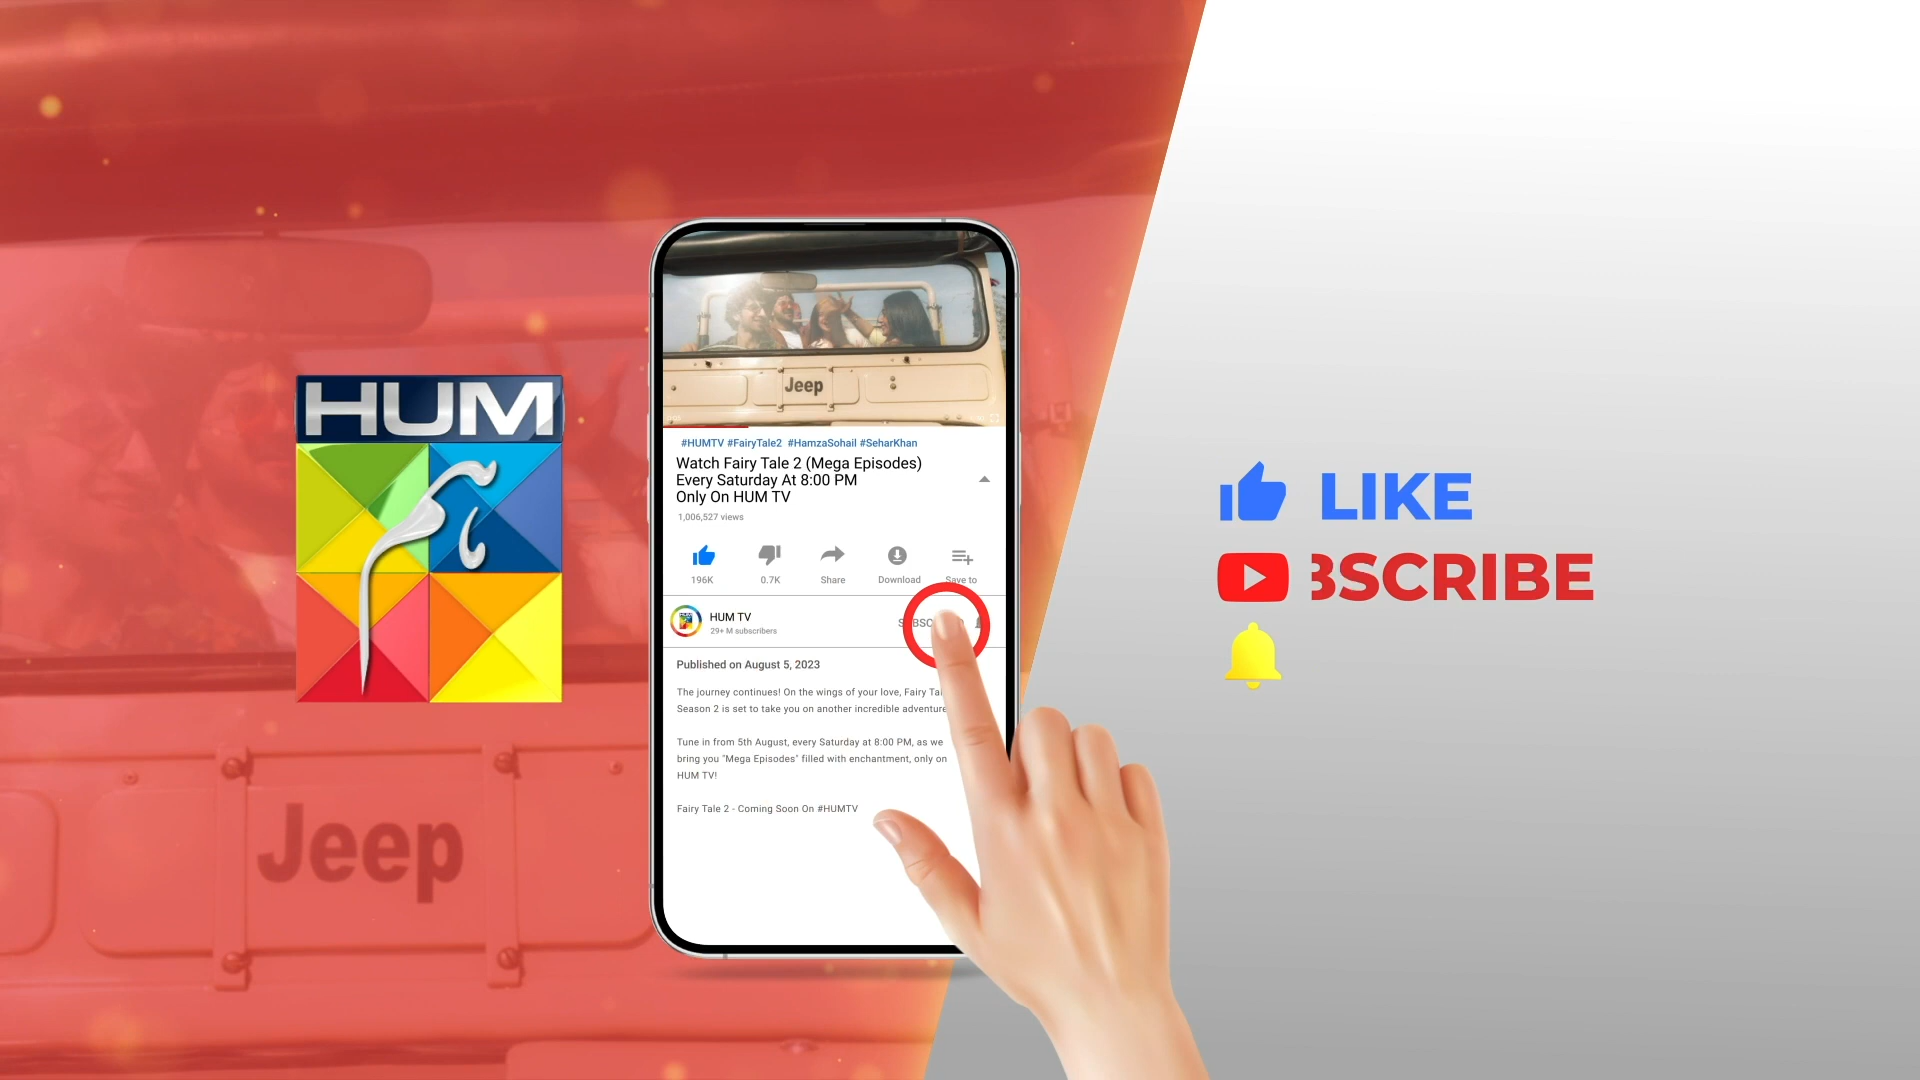 HUM
Jeep
Jeep
#HUMTV #FairyTale2 #HamzaSohail #SeharKhan
Watch Fairy Tale 2 (Mega Episodes)
Every Saturday At 8:00 PM
Only On HUM TV
1,006,527 views
196K 0.7K Share Download Save to
HUM TV
29+ M subscribers
Published on August 5, 2023
The journey continues! On the wings of your love, Fairy
Season 2 is set to take you on another incredible adventure
Tune in from 5th August, every Saturday at 8:00 PM, as we
bring you "Mega Episodes" filled with enchantment, only on
HUM TV!
Fairy Tale 2 - Coming Soon On #HUMTV
LIKE
BSCRIBE